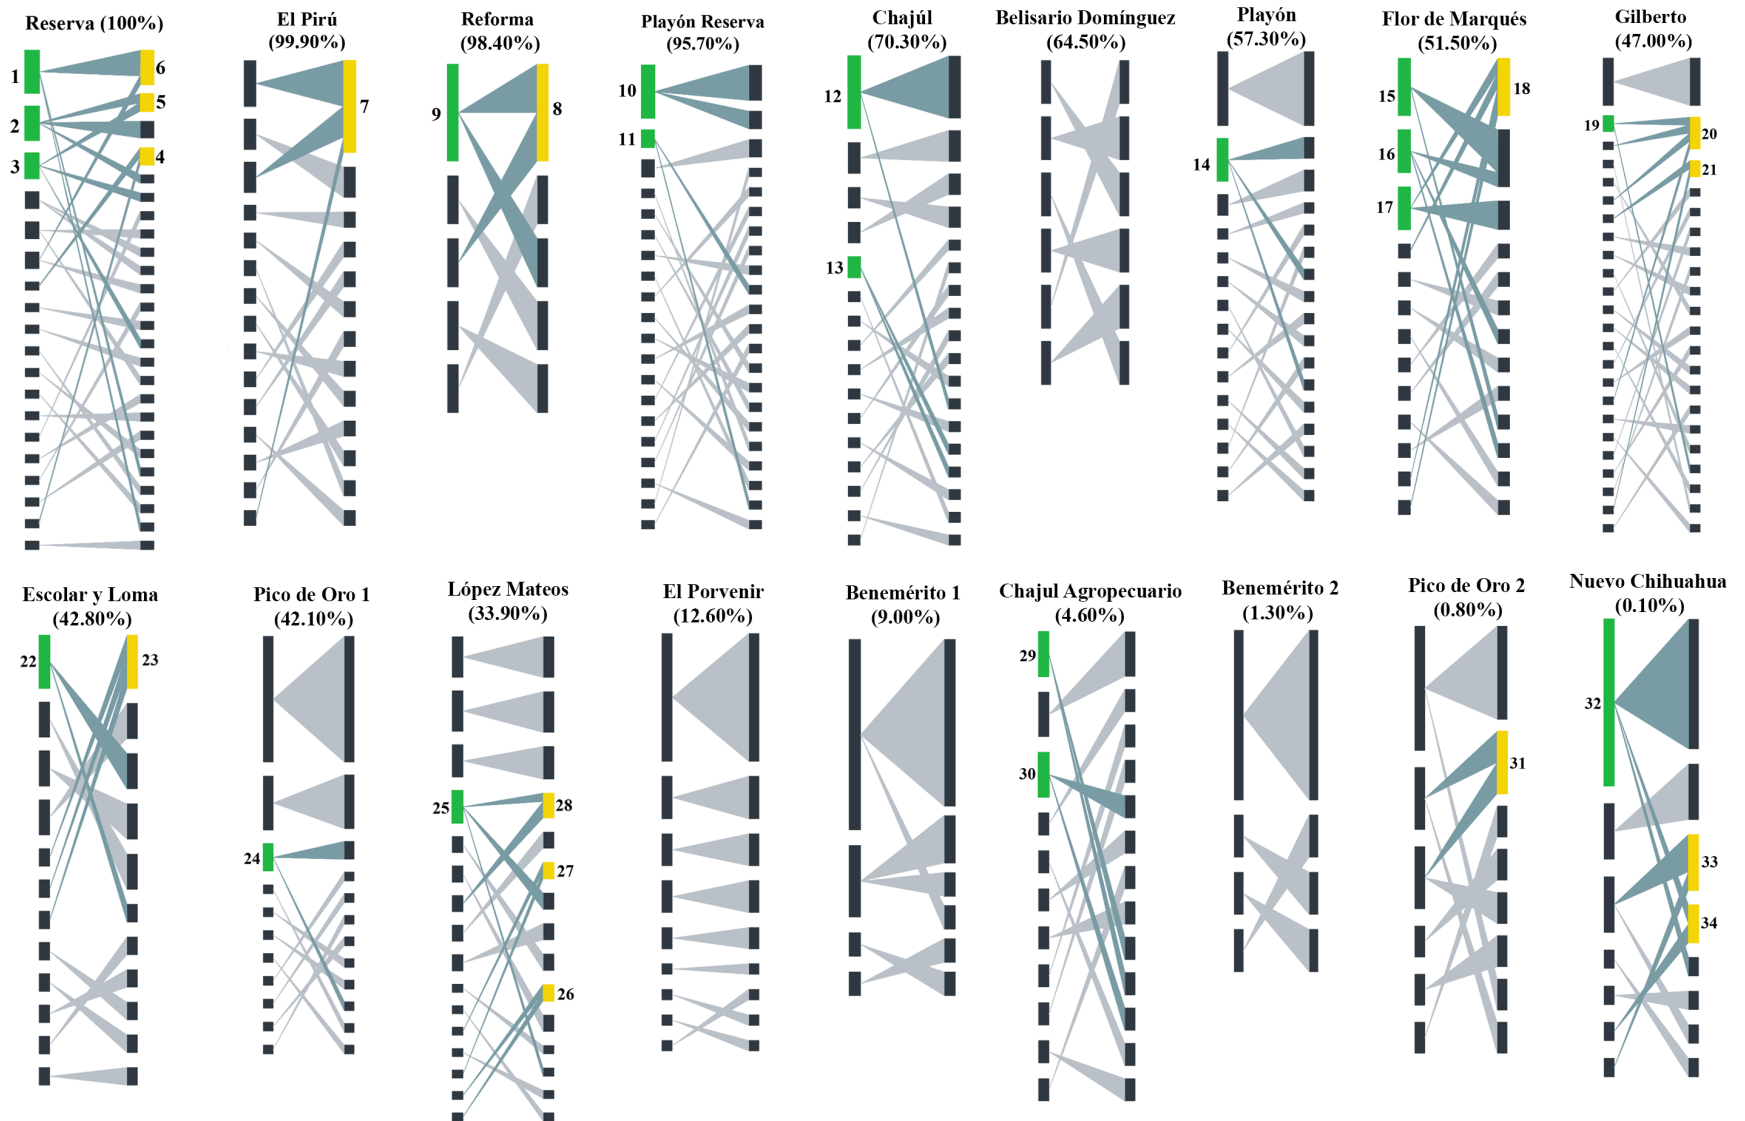 Reserva (100%)
El Pirú
(99.90%)
Reforma
(98.40%)
Playón Reserva
(95.70%)
Chajúl
(70.30%)
Belisario Domínguez
(64.50%)
Playón
(57.30%)
Flor de Marqués
(51.50%)
Gilberto
(47.00%)
1
2
3
6
5
4
7
9
8
10
11
12
13
14
15
16
17
18
19
20
21
Escolar y Loma
(42.80%)
Pico de Oro 1
(42.10%)
López Mateos
(33.90%)
El Porvenir
(12.60%)
Benemérito 1
(9.00%)
Chajul Agropecuario
(4.60%)
Benemérito 2
(1.30%)
Pico de Oro 2
(0.80%)
Nuevo Chihuahua
(0.10%)
22
23
24
25
28
27
26
29
30
31
32
33
34